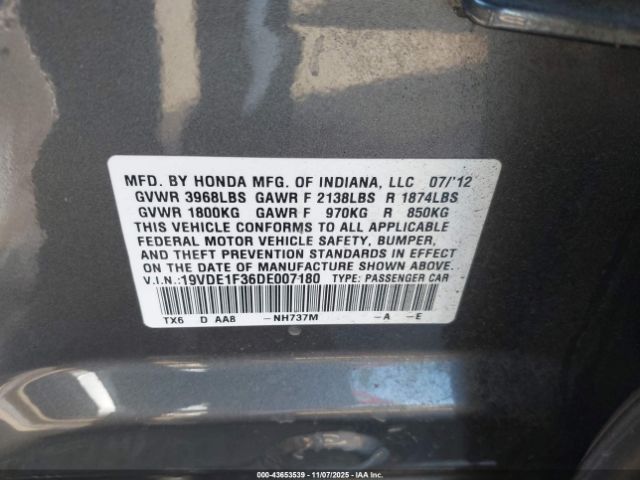 MFD. BY HONDA MFG. OF INDIANA, LLC 07/'12
GVWR 3968LBS GAWR F 2138LBS R 1874LBS
GVWR 1800KG GAWR F 970KG R 850KG
THIS VEHICLE CONFORMS TO ALL APPLICABLE
FEDERAL MOTOR VEHICLE SAFETY, BUMPER,
AND THEFT PREVENTION STANDARDS IN EFFECT
ON THE DATE OF MANUFACTURE SHOWN ABOVE.
V.I.N.:19VDE1F36DE007180 TYPE: PASSENGER CAR
TX6 D AA8 -NH737M -A -E
000-43653539 - 11/07/2025 - IAA Inc.